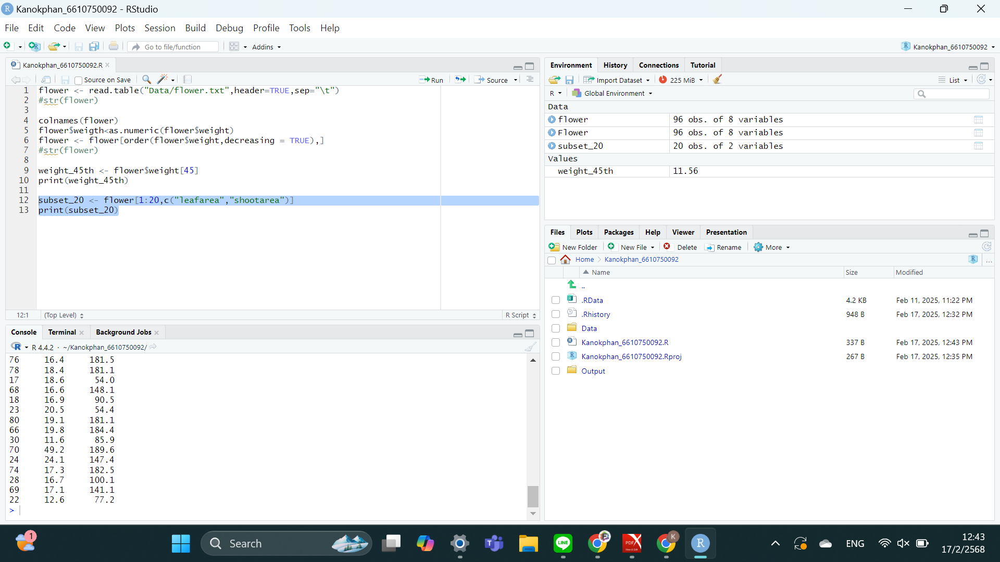 Kanokphan_6610750092 - RStudio
File Edit Code View Plots Session Build Debug Profile Tools Help
Go to file/function Addins Kanokphan_6610750092
Kanokphan_6610750092.R
Source on Save Run Source
1 flower <- read.table("Data/flower.txt",header=TRUE,sep="\t")
2 #str(flower)
3
4 colnames(flower)
5 flower$weigth<as.numeric(flower$weight)
6 flower <- flower[order(flower$weight,decreasing = TRUE),]
7 #str(flower)
8
9 weight_45th <- flower$weight[45]
10 print(weight_45th)
11
12 subset_20 <- flower[1:20,c("leafarea","shootarea")]
13 print(subset_20)
12:1 (Top Level) R Script
Console Terminal Background Jobs
R 4.4.2 · ~/Kanokphan_6610750092/
76 16.4 181.5
78 18.4 181.1
17 18.6 54.0
68 16.6 148.1
18 16.9 90.5
23 20.5 54.4
80 19.1 181.1
66 19.8 184.4
30 11.6 85.9
70 49.2 189.6
24 24.1 147.4
74 17.3 182.5
28 16.7 100.1
69 17.1 141.1
22 12.6 77.2
>
Environment History Connections Tutorial
Import Dataset 225 MiB List
R Global Environment
Data
flower 96 obs. of 8 variables
Flower 96 obs. of 8 variables
subset_20 20 obs. of 2 variables
Values
weight_45th 11.56
Files Plots Packages Help Viewer Presentation
New Folder New File Delete Rename More
Home Kanokphan_6610750092 ...
Name Size Modified
..
.RData 4.2 KB Feb 11, 2025, 11:22 PM
.Rhistory 948 B Feb 17, 2025, 12:32 PM
Data
Kanokphan_6610750092.R 337 B Feb 17, 2025, 12:43 PM
Kanokphan_6610750092.Rproj 267 B Feb 17, 2025, 12:35 PM
Output
1 Search LINE PDF K R ENG 12:43
17/2/2568